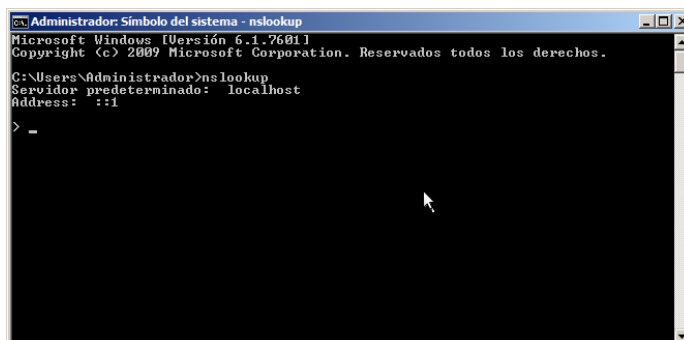 Administrador: Símbolo del sistema - nslookup
Microsoft Windows [Versión 6.1.7601]
Copyright (c) 2009 Microsoft Corporation. Reservados todos los derechos.
C:\Users\Administrador>nslookup
Servidor predeterminado:  localhost
Address:  ::1
> _